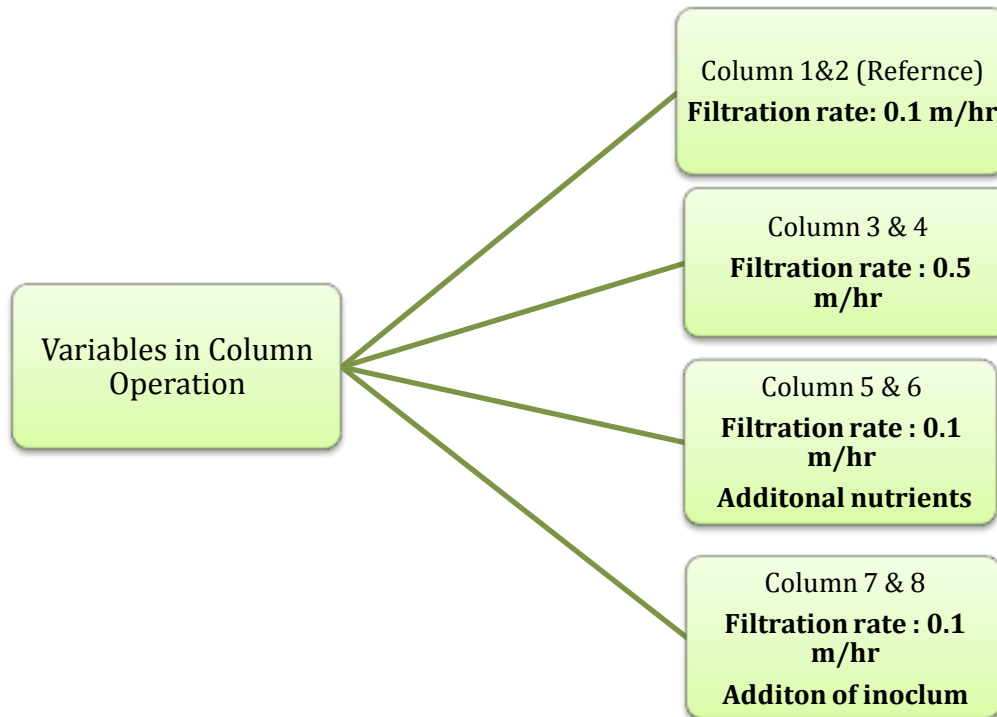 Column 1&2 (Refernce)
Filtration rate: 0.1 m/hr
Column 3 & 4
Filtration rate : 0.5
m/hr
Variables in Column
Operation
Column 5 & 6
Filtration rate : 0.1
m/hr
Additonal nutrients
Column 7 & 8
Filtration rate : 0.1
m/hr
Additon of inoclum